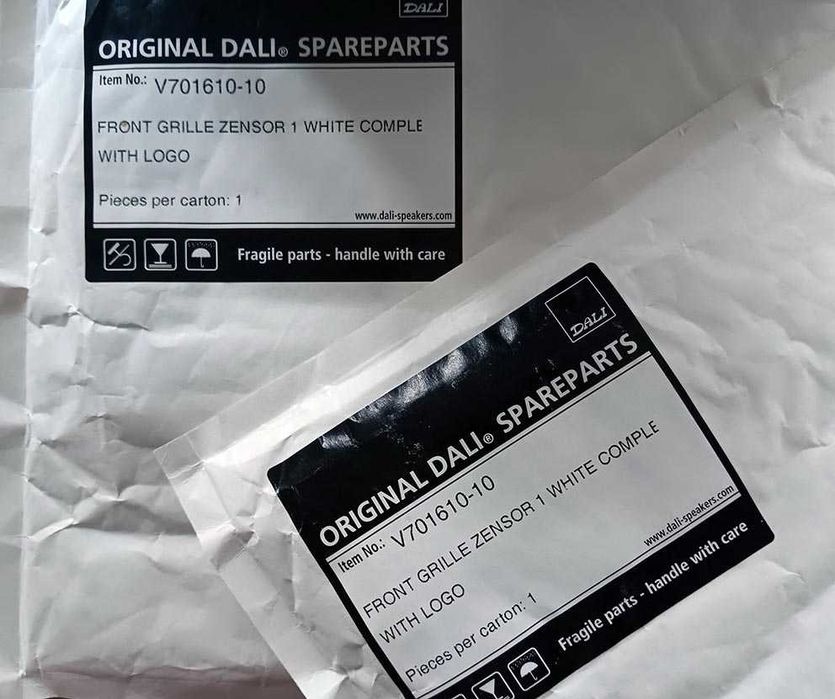 DALI
ORIGINAL DALI® SPAREPARTS
Item No.: V701610-10
FRONT GRILLE ZENSOR 1 WHITE COMPLE
WITH LOGO
Pieces per carton: 1
www.dali-speakers.com
Fragile parts - handle with care
DALI
ORIGINAL DALI® SPAREPARTS
Item No.: V701610-10
FRONT GRILLE ZENSOR 1 WHITE COMPLE
WITH LOGO
Pieces per carton: 1
www.dali-speakers.com
Fragile parts - handle with care